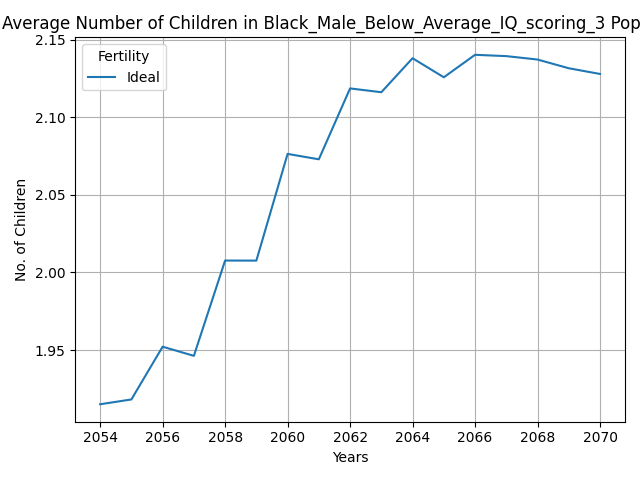 Average Number of Children in Black_Male_Below_Average_IQ_scoring_3 Pop
2.15
Fertility
Ideal
2.10
2.05
No. of Children
2.00
1.95
2054 2056 2058 2060 2062 2064 2066 2068 2070
Years